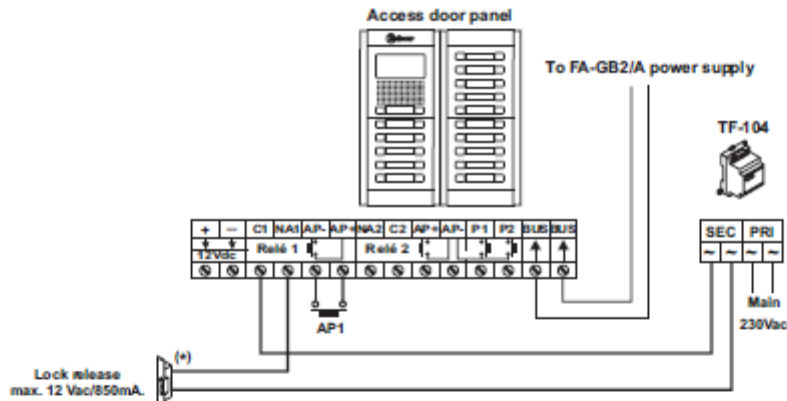 Access door panel
To FA-GB2/A power supply
TF-104
+ − C1 NA1 AP- AP+ NA2 C2 AP+ AP- P1 P2 BUS BUS
12Vdc Relé 1 Relé 2
SEC PRI
~ ~ ~ ~
Main
230Vac
AP1
(*)
Lock release
max. 12 Vac/850mA.